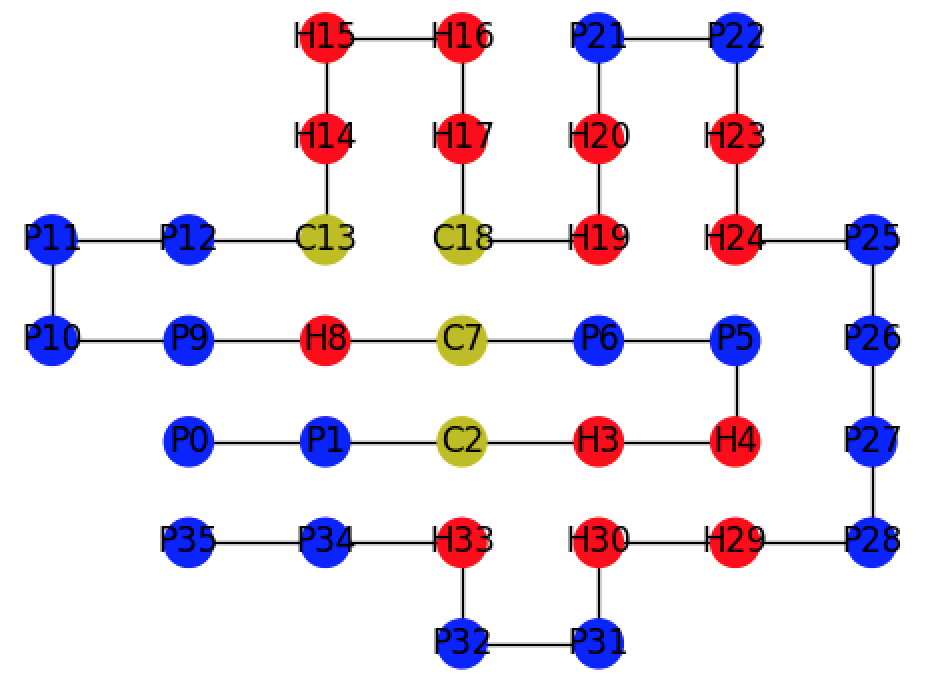 H15 H16 P21 P22
H14 H17 H20 H23
P11 P12 C13 C18 H19 H24 P25
P10 P9 H8 C7 P6 P5 P26
P0 P1 C2 H3 H4 P27
P35 P34 H33 H30 H29 P28
P32 P31